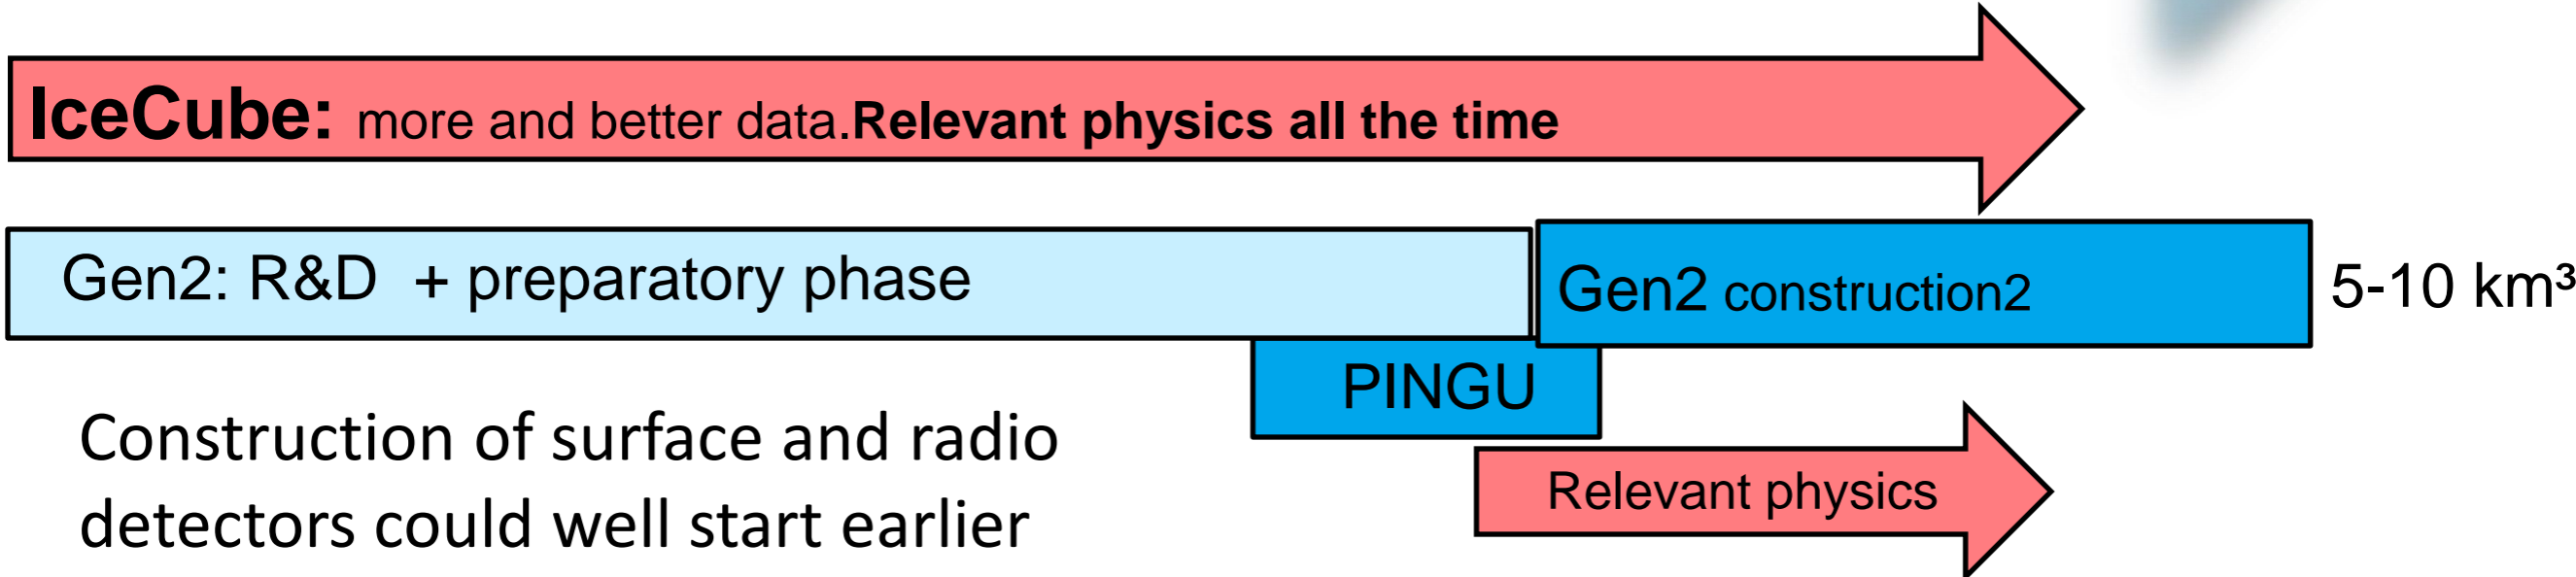 IceCube: more and better data.Relevant physics all the time
Gen2: R&D + preparatory phase
Gen2 construction2
5-10 km³
PINGU
Construction of surface and radio
detectors could well start earlier
Relevant physics